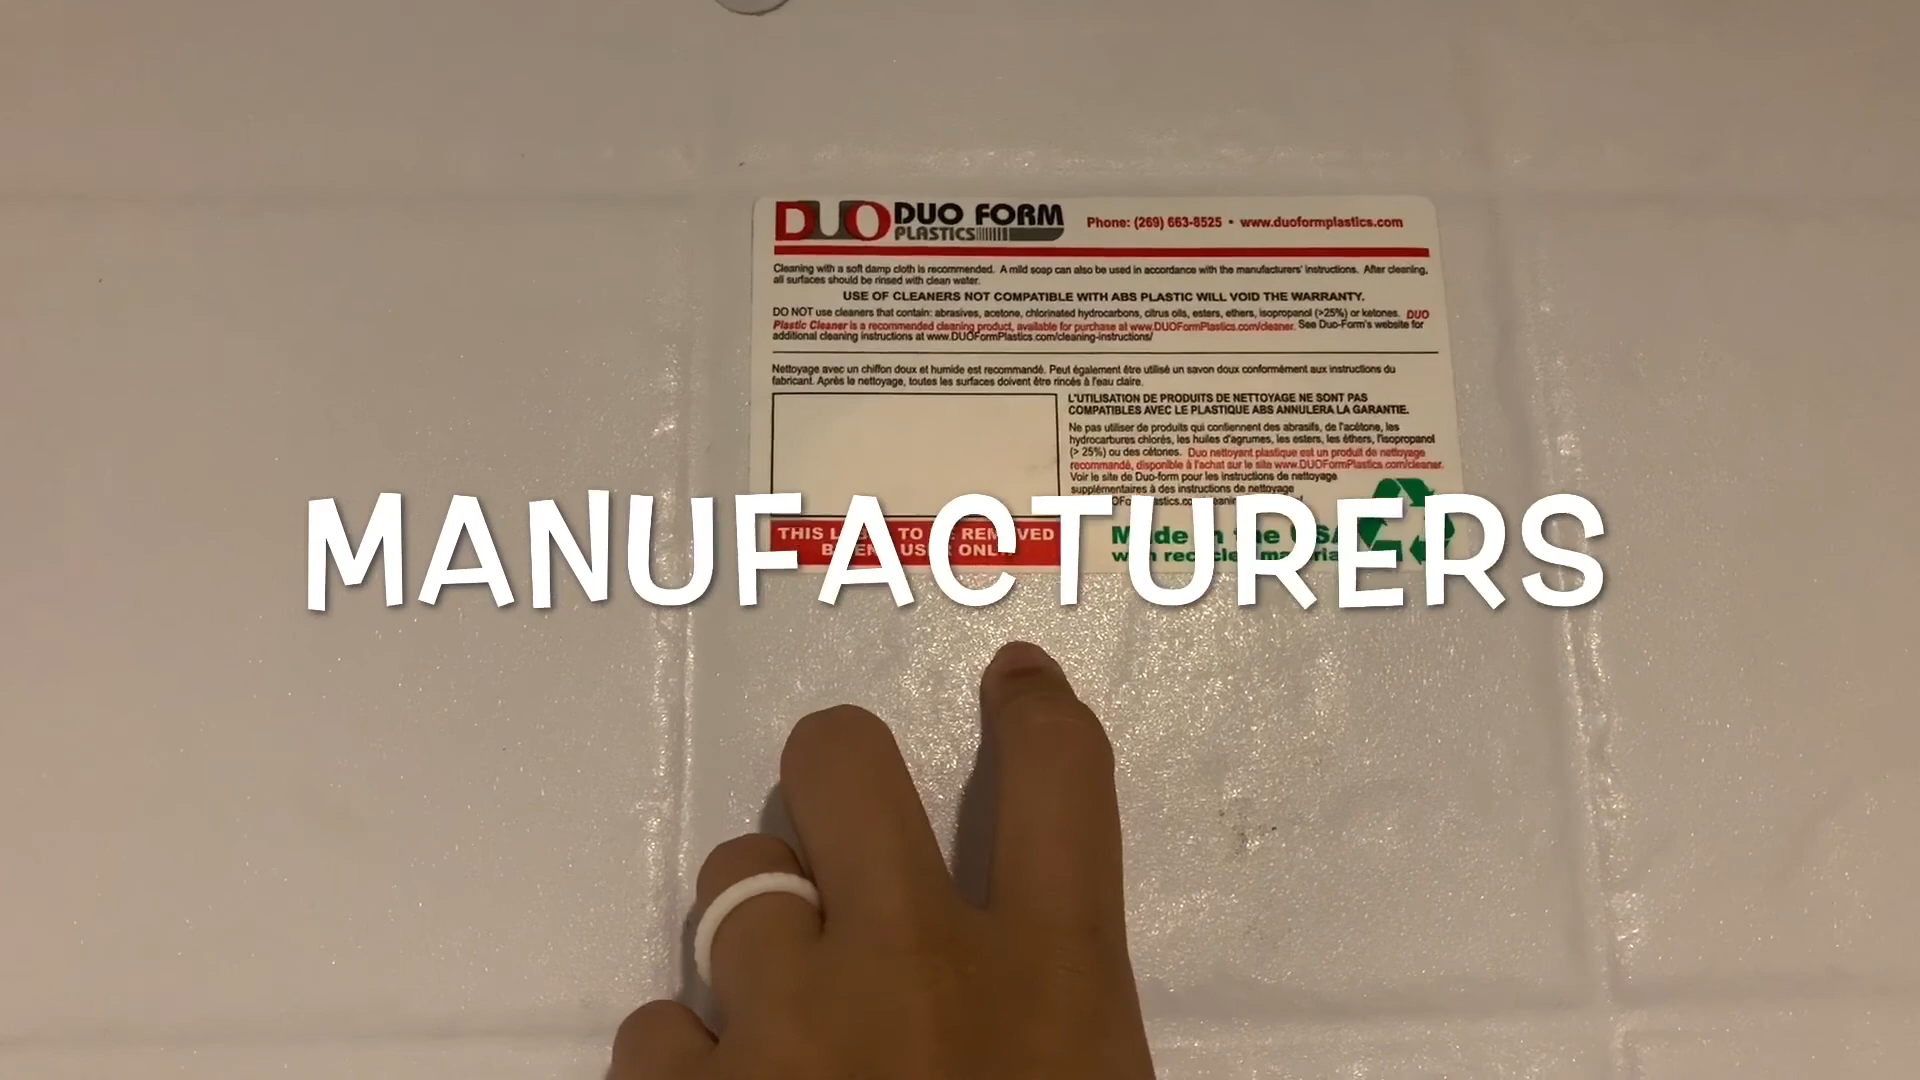 DUO DUO FORM
PLASTICS
Phone: (269) 663-8525 • www.duoformplastics.com
Cleaning with a soft damp cloth is recommended. A mild soap can also be used in accordance with the manufacturers' instructions. After cleaning,
all surfaces should be rinsed with clean water.
USE OF CLEANERS NOT COMPATIBLE WITH ABS PLASTIC WILL VOID THE WARRANTY.
DO NOT use cleaners that contain: abrasives, acetone, chlorinated hydrocarbons, citrus oils, esters, ethers, isopropanol (>25%) or ketones. DUO
Plastic Cleaner is a recommended cleaning product, available for purchase at www.DUOFormPlastics.com/cleaner. See Duo-Form's website for
additional cleaning instructions at www.DUOFormPlastics.com/cleaning-instructions/
Nettoyage avec un chiffon doux et humide est recommandé. Peut également être utilisé un savon doux conformément aux instructions du
fabricant. Après le nettoyage, toutes les surfaces doivent être rincés à l'eau claire.
L'UTILISATION DE PRODUITS DE NETTOYAGE NE SONT PAS
COMPATIBLES AVEC LE PLASTIQUE ABS ANNULERA LA GARANTIE.
Ne pas utiliser de produits qui contiennent des abrasifs, de l'acétone, les
hydrocarbures chlorés, les huiles d'agrumes, les esters, les éthers, l'isopropanol
(> 25%) ou des cétones. Duo nettoyant plastique est un produit de nettoyage
recommandé, disponible à l'achat sur le site www.DUOFormPlastics.com/cleaner.
Voir le site de Duo-form pour les instructions de nettoyage
supplémentaires à des instructions de nettoyage
THIS TO REMOVED
ONLY
Made in the USA
with recycled
MANUFACTURERS